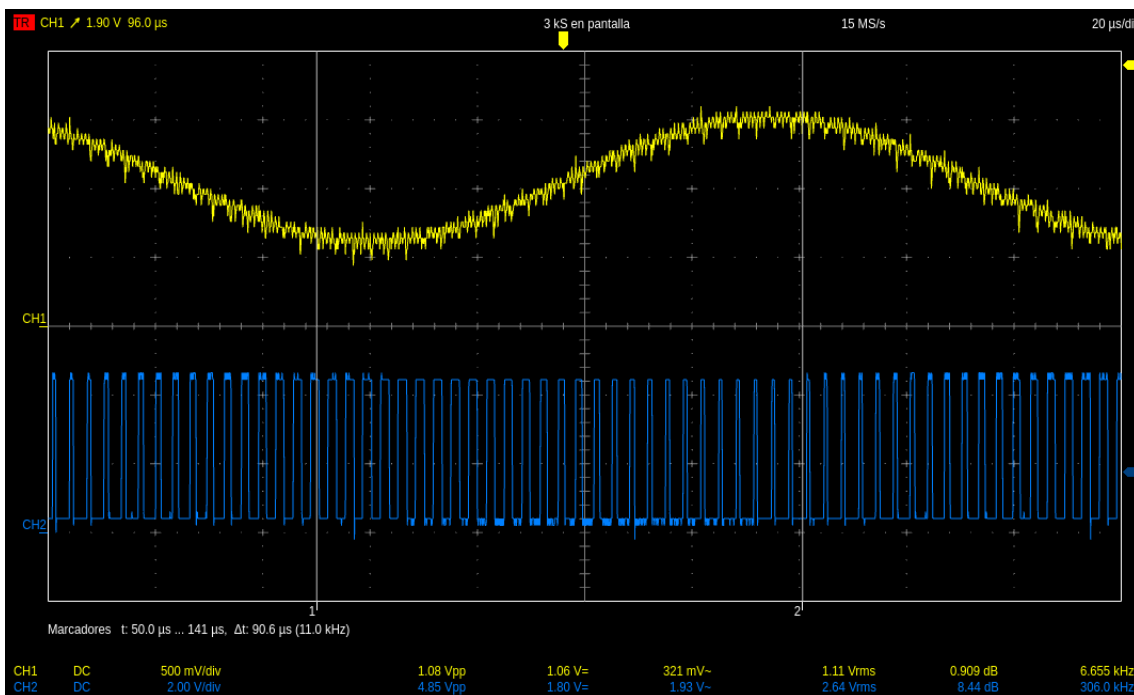 TR CH1 1.90 V 96.0 µs 3 kS en pantalla 15 MS/s 20 µs/di
CH1
CH2
1 2
Marcadores t: 50.0 µs ... 141 µs, Δt: 90.6 µs (11.0 kHz)
CH1 DC 500 mV/div 1.08 Vpp 1.06 V= 321 mV~ 1.11 Vrms 0.909 dB 6.655 kHz
CH2 DC 2.00 V/div 4.85 Vpp 1.80 V= 1.93 V~ 2.64 Vrms 8.44 dB 306.0 kHz